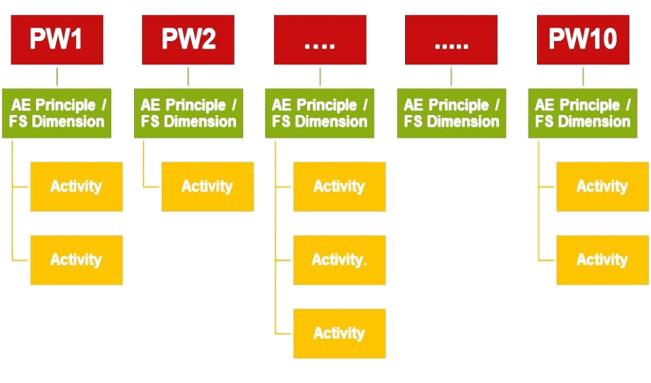 PW1
PW2
....
.....
PW10
AE Principle /
FS Dimension
AE Principle /
FS Dimension
AE Principle /
FS Dimension
AE Principle /
FS Dimension
AE Principle /
FS Dimension
Activity
Activity
Activity
Activity
Activity
Activity.
Activity
Activity